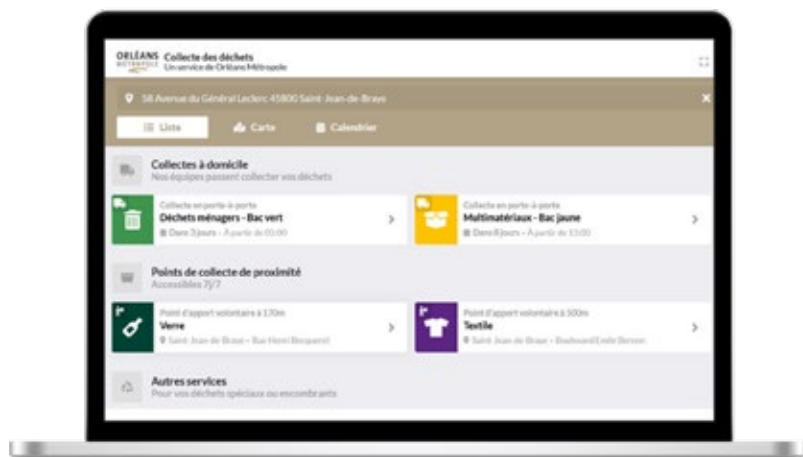 ORLÉANS
MÉTROPOLE
Collecte des déchets
Un service de Orléans Métropole
58 Avenue du Général Leclerc 45800 Saint-Jean-de-Braye
Liste
Carte
Calendrier
Collectes à domicile
Nos équipes passent collecter vos déchets
Collecte en porte-à-porte
Déchets ménagers - Bac vert
Dans 3 jours - À partir de 05:00
Collecte en porte-à-porte
Multimatériaux - Bac jaune
Dans 8 jours - À partir de 13:00
Points de collecte de proximité
Accessibles 7j/7
Point d'apport volontaire à 170m
Verre
Saint-Jean-de-Braye - Rue Henri Becquerel
Point d'apport volontaire à 500m
Textile
Saint-Jean-de-Braye - Boulevard
Autres services
Pour vos déchets spéciaux ou encombrants